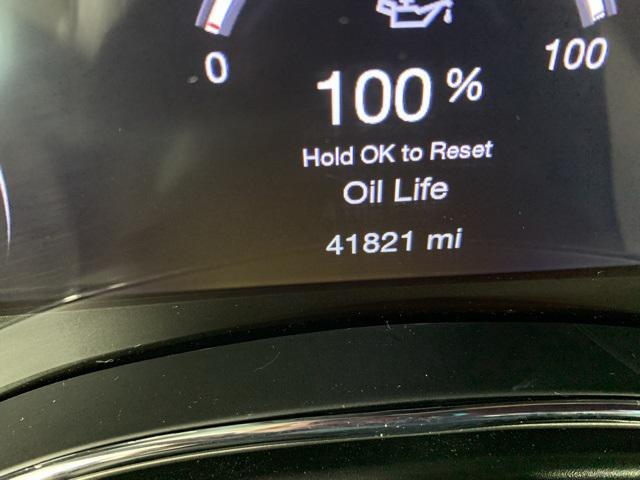 0 100
100 %
Hold OK to Reset
Oil Life
41821 mi